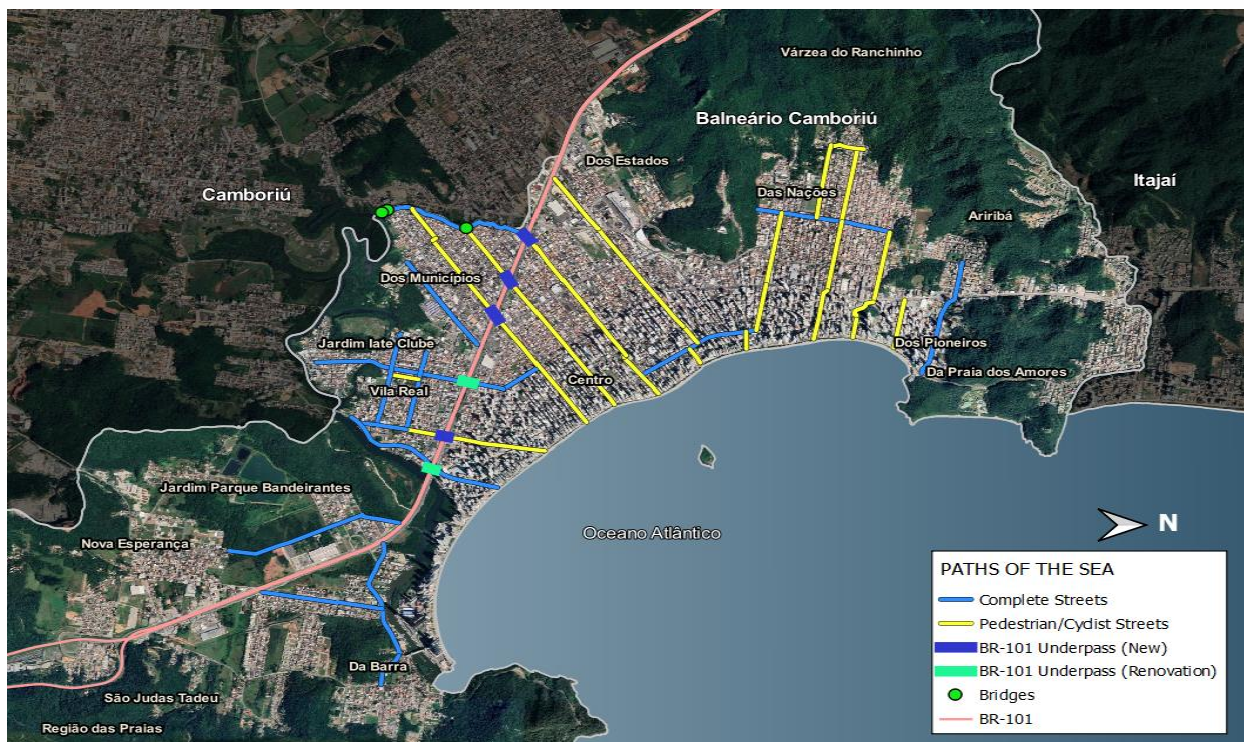 Várzea do Ranchinho
Balneário Camboriú
Dos Estados
Camboriú
Das Nações
Itajaí
Aririba
Dos Municípios
Jardim Iate Clube
Dos Pioneiros
Centro
Da Praia dos Amores
Vila Real
Jardim Parque Bandeirantes
Nova Esperança
Oceano Atlântico
N
PATHS OF THE SEA
Complete Streets
Pedestrian/Cyclist Streets
BR-101 Underpass (New)
BR-101 Underpass (Renovation)
Bridges
BR-101
Da Barra
São Judas Tadeu
Região das Praias